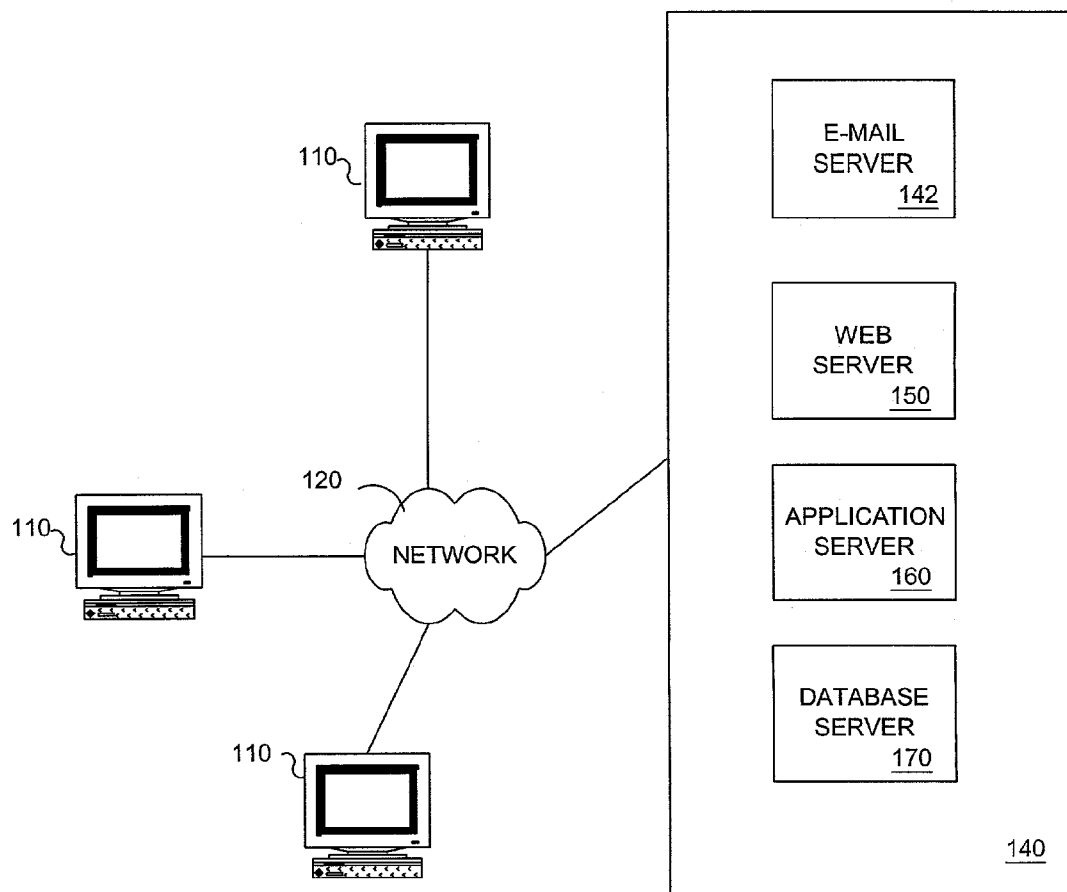 110
E-MAIL
SERVER
142
WEB
SERVER
150
120
NETWORK
110
APPLICATION
SERVER
160
110
DATABASE
SERVER
170
140